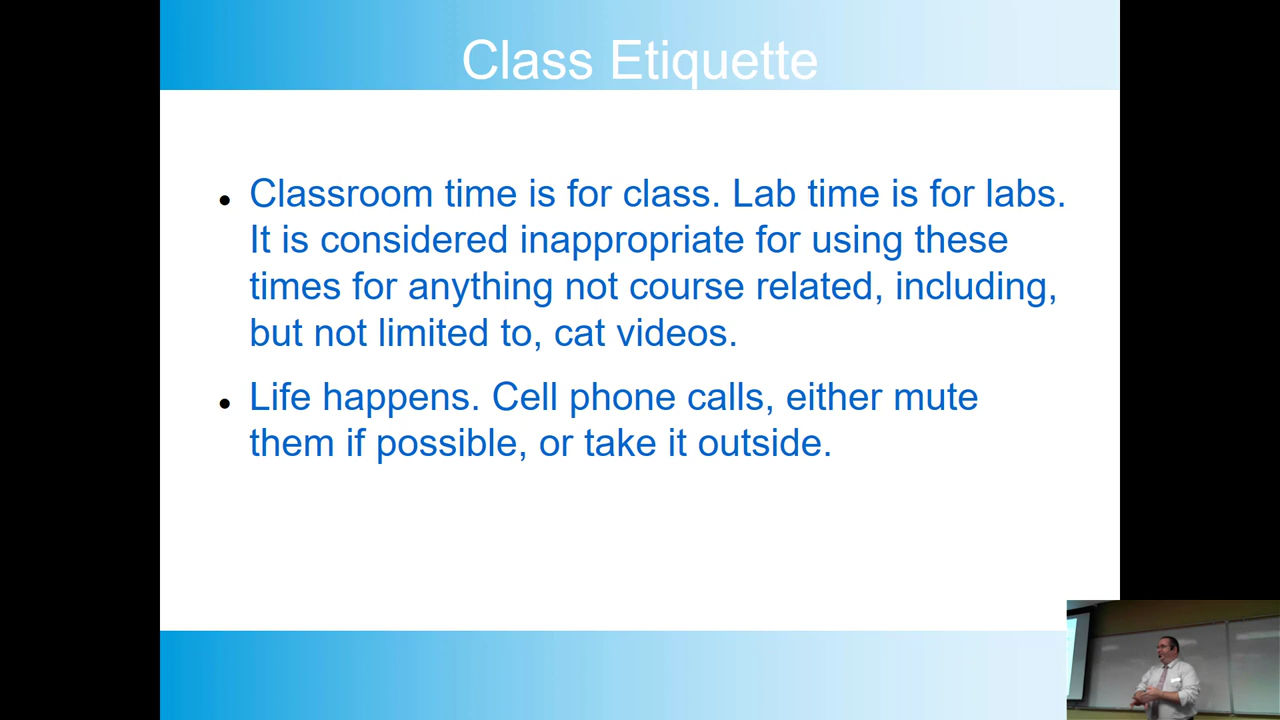 Class Etiquette
Classroom time is for class. Lab time is for labs.
It is considered inappropriate for using these
times for anything not course related, including,
but not limited to, cat videos.
Life happens. Cell phone calls, either mute
them if possible, or take it outside.